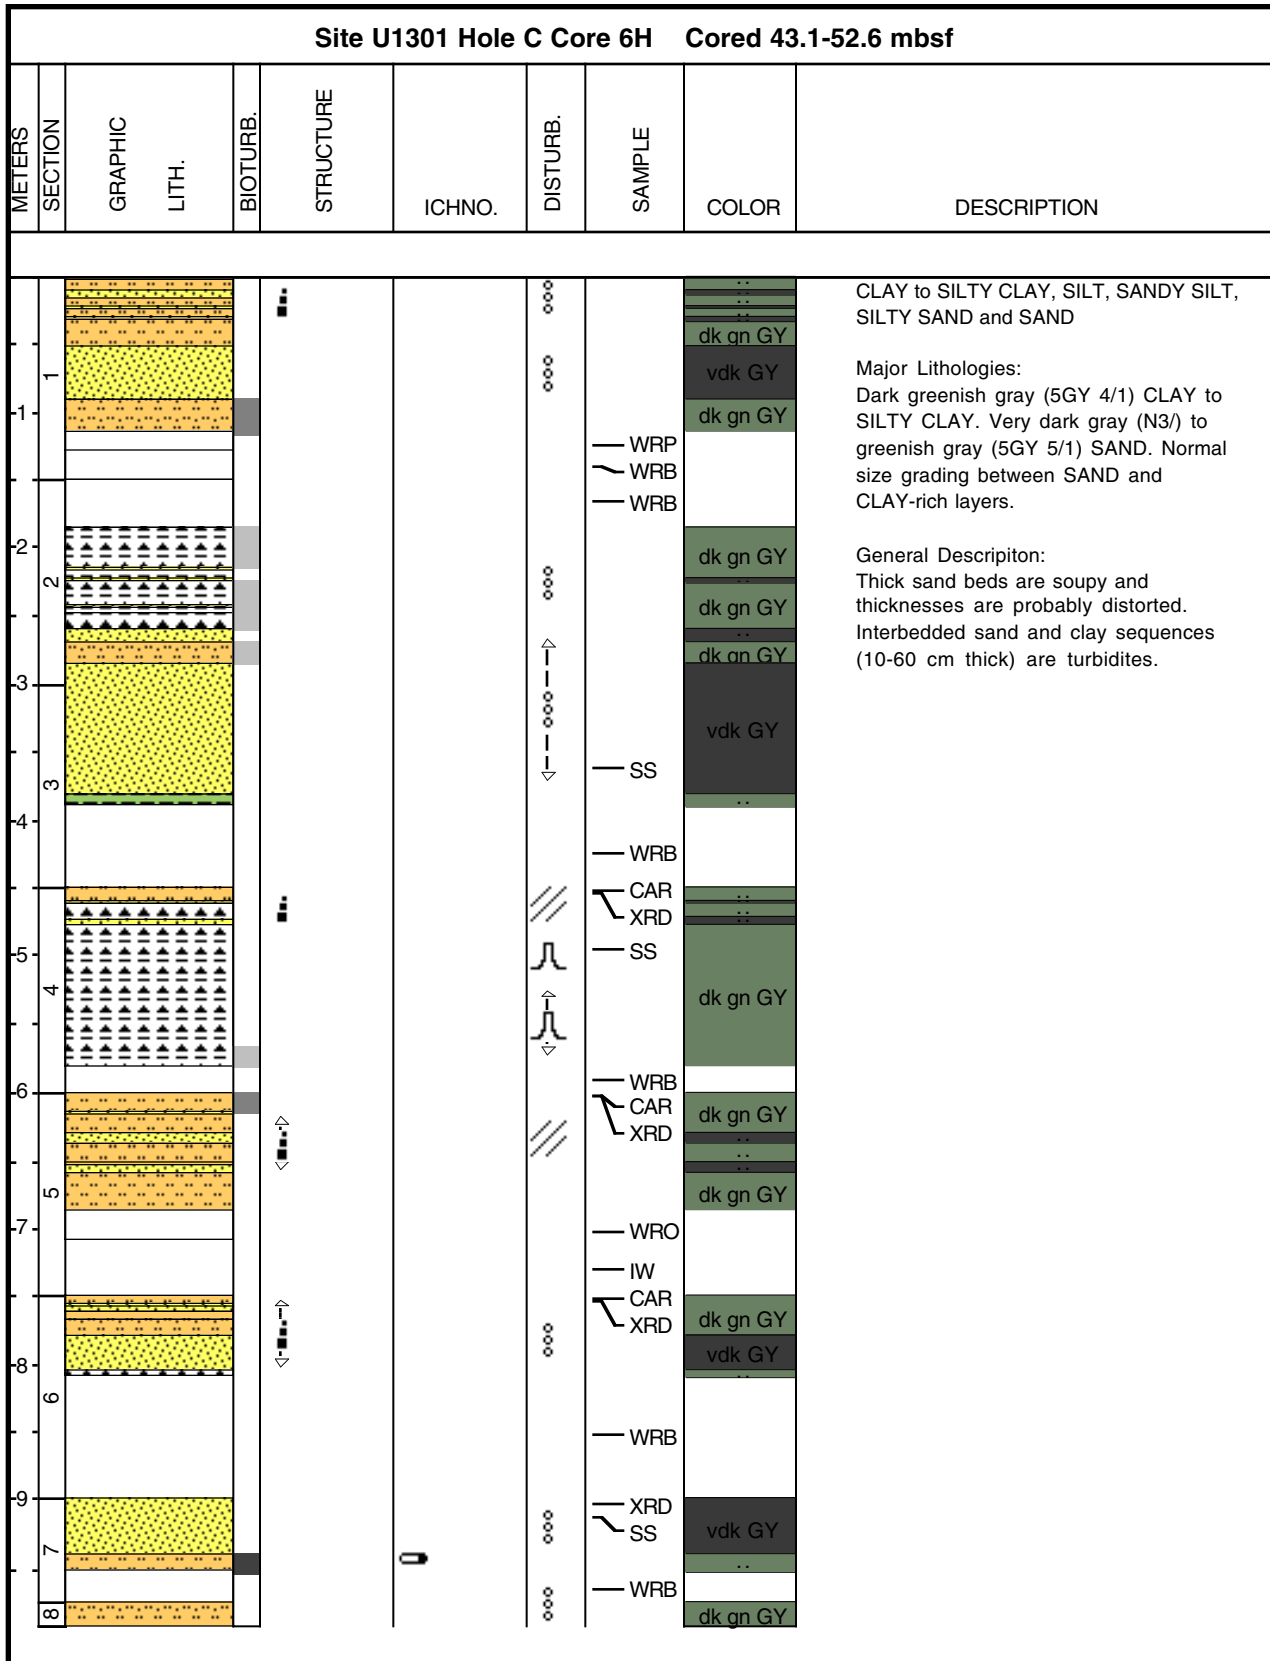 Site U1301 Hole C Core 6H Cored 43.1-52.6 mbsf
METERS
SECTION
GRAPHIC
LITH.
BIOTURB.
STRUCTURE
ICHNO.
DISTURB.
SAMPLE
COLOR
DESCRIPTION
CLAY to SILTY CLAY, SILT, SANDY SILT,
SILTY SAND and SAND
Major Lithologies:
Dark greenish gray (5GY 4/1) CLAY to
SILTY CLAY. Very dark gray (N3/) to
greenish gray (5GY 5/1) SAND. Normal
size grading between SAND and
CLAY-rich layers.
General Descripiton:
Thick sand beds are soupy and
thicknesses are probably distorted.
Interbedded sand and clay sequences
(10-60 cm thick) are turbidites.
1
2
3
4
5
6
7
8
9
1
2
3
4
5
6
7
8
WRP
WRB
WRB
SS
WRB
CAR
XRD
SS
WRB
CAR
XRD
WRO
IW
CAR
XRD
WRB
XRD
SS
WRB
dk gn GY
vdk GY
dk gn GY
dk gn GY
dk gn GY
dk gn GY
vdk GY
dk gn GY
dk gn GY
dk gn GY
dk gn GY
vdk GY
vdk GY
dk gn GY